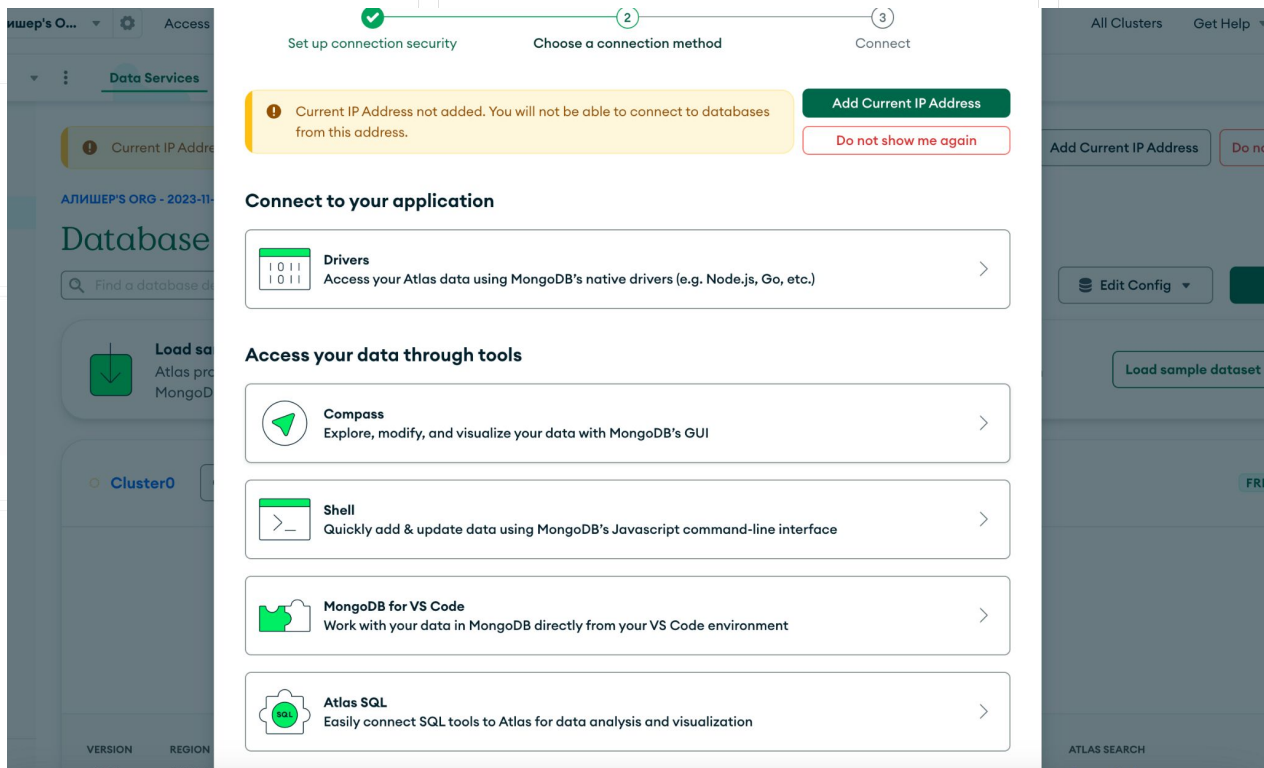 ишер's O...
Access
1
2
3
All Clusters
Get Help
Set up connection security
Choose a connection method
Connect
Data Services
Current IP Address not added. You will not be able to connect to databases
from this address.
Add Current IP Address
Do not show me again
Current IP Addre
Add Current IP Address
Do no
АЛИШЕР'S ORG - 2023-11-
Database
Find a database de
Edit Config
Connect to your application
Drivers
Access your Atlas data using MongoDB's native drivers (e.g. Node.js, Go, etc.)
Load sa
Atlas pro
MongoD
Load sample dataset
Access your data through tools
Compass
Explore, modify, and visualize your data with MongoDB's GUI
Cluster0
FRE
Shell
Quickly add & update data using MongoDB's Javascript command-line interface
MongoDB for VS Code
Work with your data in MongoDB directly from your VS Code environment
SQL
Atlas SQL
Easily connect SQL tools to Atlas for data analysis and visualization
VERSION
REGION
ATLAS SEARCH